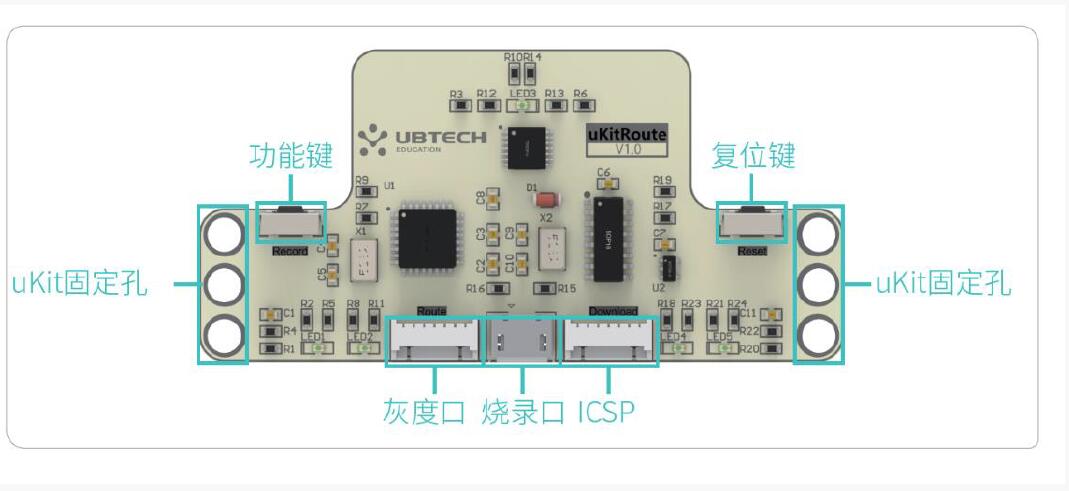 R10R14
R3 R12 LED3 R13 R6
UBTECH
EDUCATION
uKitRoute
V1.0
功能键
复位键
R9
U1
C8
D1
C6
R19
R7
X2
R17
Record
X1
C3
C9
C7
Reset
uKit固定孔
uKit固定孔
C5
C2
C10
SOP16
U2
R16
R15
C1
R2 R5 R8 R11
Route
Download
R18 R23 R21 R24
C11
R4
R22
R1
LED1
LED2
LED4
LED5
R20
灰度口
烧录口
ICSP